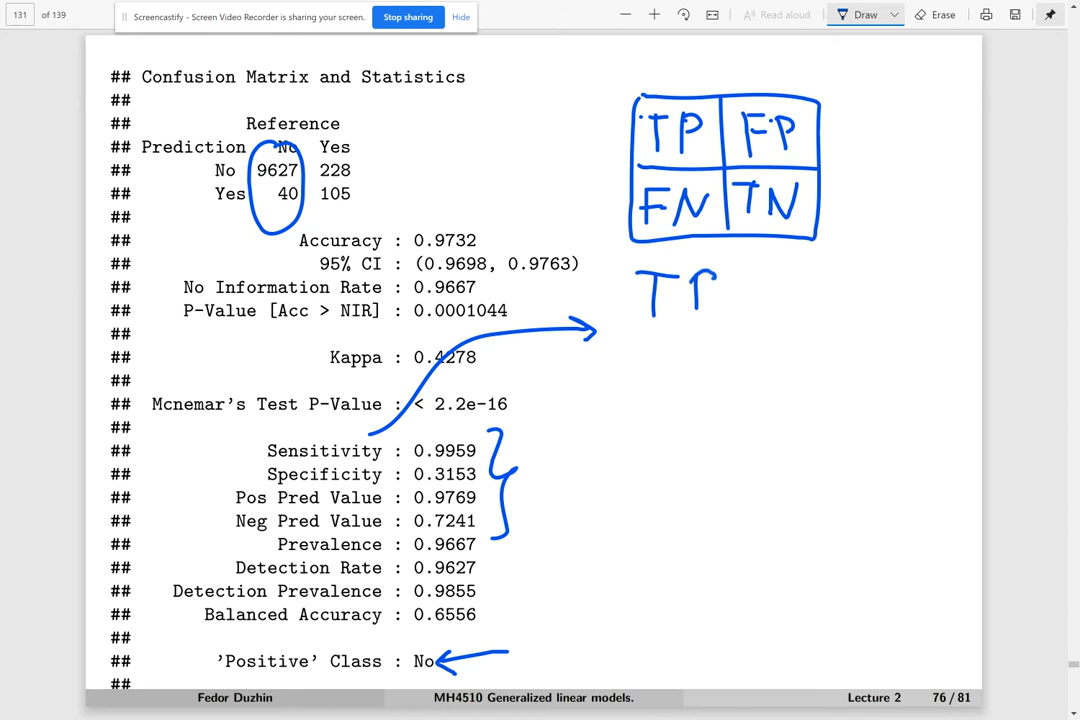 131 of 139
Screencastify - Screen Video Recorder is sharing your screen. Stop sharing Hide
Read aloud Draw Erase
## Confusion Matrix and Statistics
##
## Reference
## Prediction No Yes
## No 9627 228
## Yes 40 105
##
## Accuracy : 0.9732
## 95% CI : (0.9698, 0.9763)
## No Information Rate : 0.9667
## P-Value [Acc > NIR] : 0.0001044
##
## Kappa : 0.4278
##
## Mcnemar's Test P-Value : < 2.2e-16
##
## Sensitivity : 0.9959
## Specificity : 0.3153
## Pos Pred Value : 0.9769
## Neg Pred Value : 0.7241
## Prevalence : 0.9667
## Detection Rate : 0.9627
## Detection Prevalence : 0.9855
## Balanced Accuracy : 0.6556
##
## 'Positive' Class : No
##
TP FP
FN TN
Fedor Duzhin MH4510 Generalized linear models. Lecture 2 76 / 81